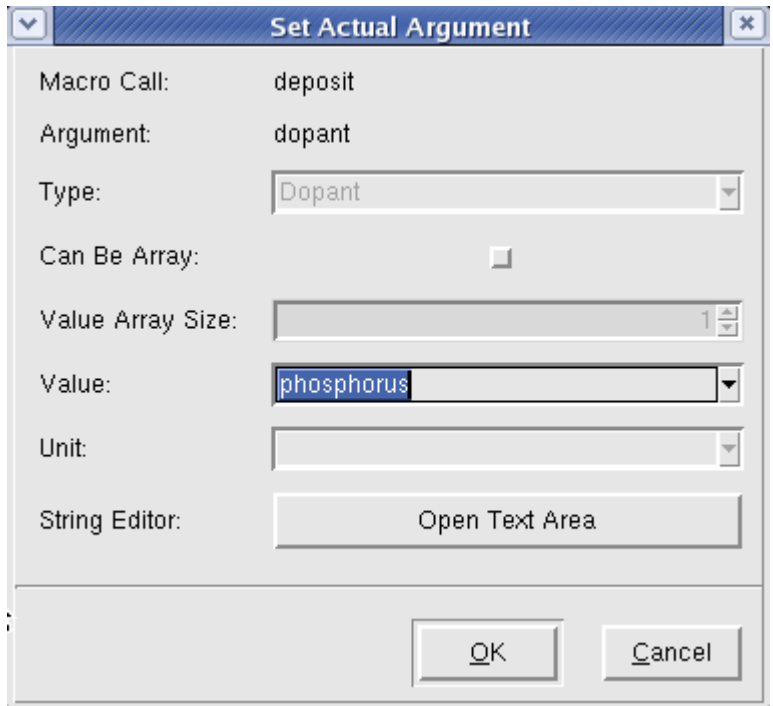 Set Actual Argument
Macro Call: deposit
Argument: dopant
Type: Dopant
Can Be Array:
Value Array Size: 1
Value: phosphorus
Unit:
String Editor: Open Text Area
OK Cancel